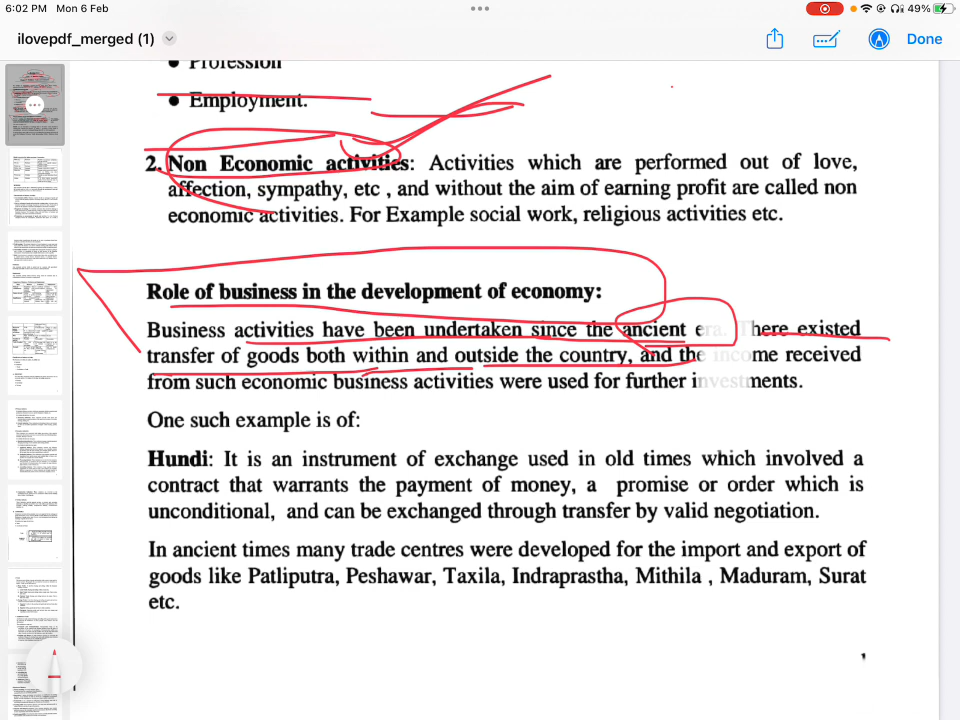 6:02 PM Mon 6 Feb
49%
ilovepdf_merged (1)
Done
● Profession
● Employment.
2. Non Economic activities: Activities which are performed out of love,
affection, sympathy, etc , and without the aim of earning profit are called non
economic activities. For Example social work, religious activities etc.
Role of business in the development of economy:
Business activities have been undertaken since the ancient era. There existed
transfer of goods both within and outside the country, and the income received
from such economic business activities were used for further investments.
One such example is of:
Hundi: It is an instrument of exchange used in old times which involved a
contract that warrants the payment of money, a promise or order which is
unconditional, and can be exchanged through transfer by valid negotiation.
In ancient times many trade centres were developed for the import and export of
goods like Patliputra, Peshawar, Taxila, Indraprastha, Mithila , Maduram, Surat
etc.